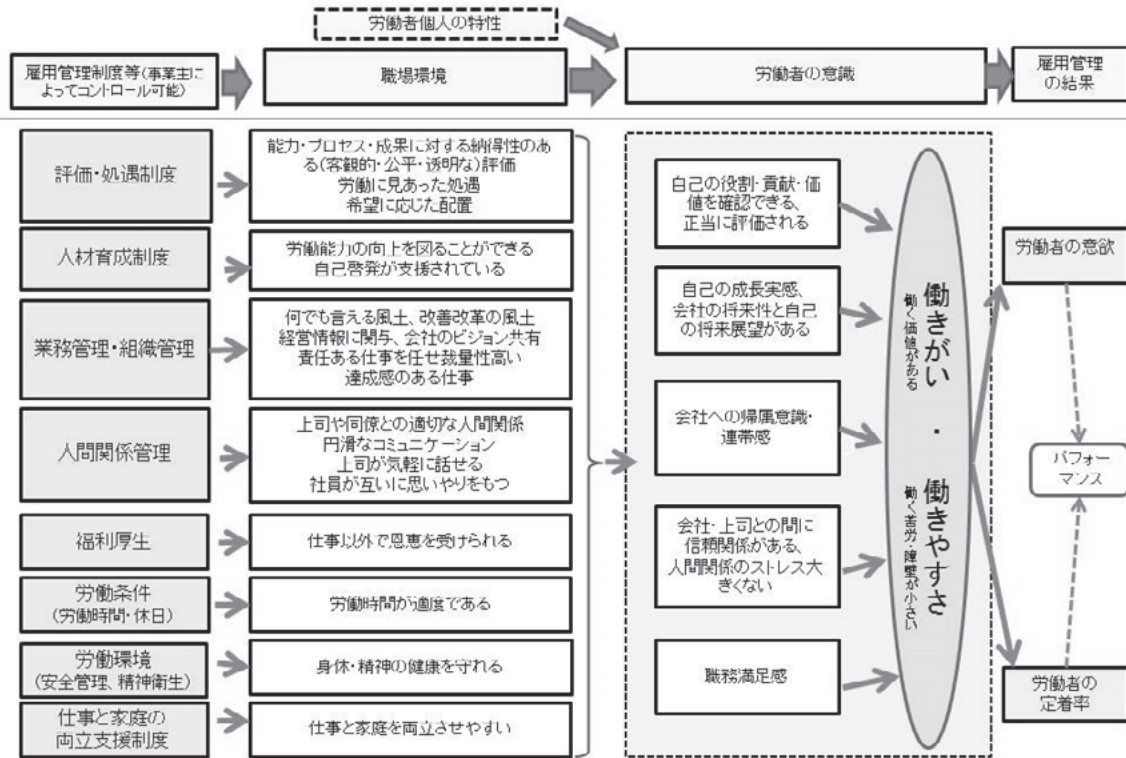 労働者個人の特性
雇用管理制度等(事業主に
よってコントロール可能)
職場環境
労働者の意識
雇用管理
の結果
評価・処遇制度
能力・プロセス・成果に対する納得性のあ
る(客観的・公平・透明な)評価
労働に見あった処遇
希望に応じた配置
人材育成制度
労働能力の向上を図ることができる
自己啓発が支援されている
業務管理・組織管理
何でも言える風土、改善改革の風土
経営情報に関与、会社のビジョン共有
責任ある仕事を任せ裁量性高い
達成感のある仕事
人間関係管理
上司や同僚との適切な人間関係
円滑なコミュニケーション
上司が気軽に話せる
社員が互いに思いやりをもつ
福利厚生
仕事以外で恩恵を受けられる
労働条件
(労働時間・休日)
労働時間が適度である
労働環境
(安全管理、精神衛生)
身体・精神の健康を守れる
仕事と家庭の
両立支援制度
仕事と家庭を両立させやすい
自己の役割・貢献・価
値を確認できる、
正当に評価される
自己の成長実感、
会社の将来性と自己
の将来展望がある
会社への帰属意識・
連帯感
会社・上司との間に
信頼関係がある、
人間関係のストレス大
きくない
職務満足感
働きがい・働きやすさ
働く価値がある
働く苦労・障壁が小さい
労働者の意欲
パフォー
マンス
労働者の
定着率